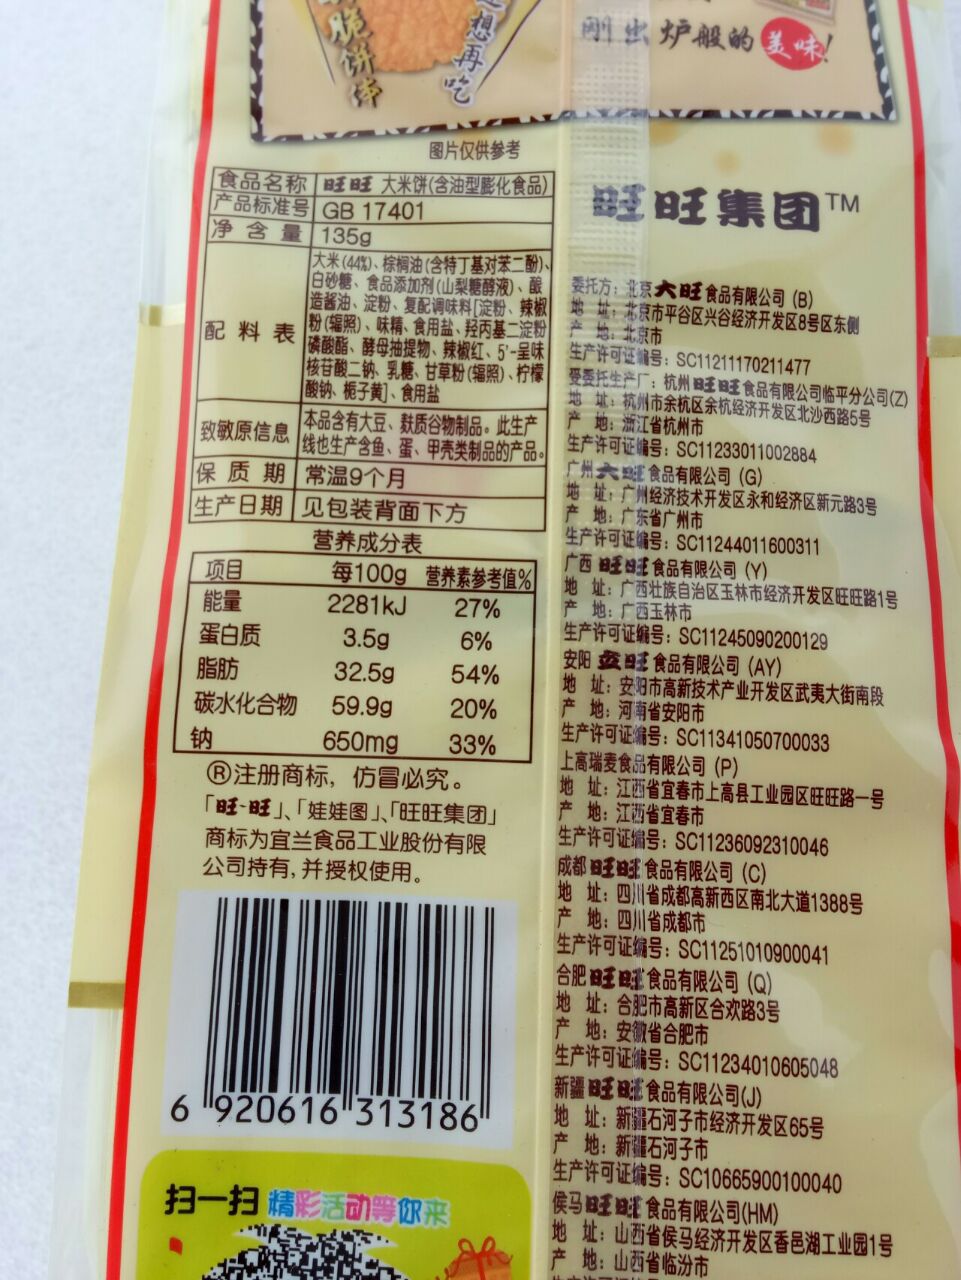 脆饼体
想再吃
刚出炉般的美味!
图片仅供参考
食品名称 旺旺 大米饼(含油型膨化食品)
产品标准号 GB 17401
净含量 135g
配料表 大米(44%)、棕榈油(含特丁基对苯二酚)、
白砂糖、食品添加剂(山梨糖醇液)、酿
造酱油、淀粉、复配调味料[淀粉、辣椒
粉(辐照)、味精、食用盐、羟丙基二淀粉
磷酸酯、酵母抽提物、辣椒红、5'-呈味
核苷酸二钠、乳糖、甘草粉(辐照)、柠檬
酸钠、栀子黄]、食用盐
致敏原信息 本品含有大豆、麸质谷物制品。此生产
线也生产含鱼、蛋、甲壳类制品的产品。
保质期 常温9个月
生产日期 见包装背面下方
营养成分表
项目 每100g 营养素参考值%
能量 2281kJ 27%
蛋白质 3.5g 6%
脂肪 32.5g 54%
碳水化合物 59.9g 20%
钠 650mg 33%
®注册商标，仿冒必究。
「旺-旺」、「娃娃图」、「旺旺集团」
商标为宜兰食品工业股份有限
公司持有,并授权使用。
6 920616 313186
扫一扫 精彩活动等你来
旺旺集团™
委托方：北京大旺食品有限公司 (B)
地 址：北京市平谷区兴谷经济开发区8号区东侧
产 地：北京市
生产许可证编号：SC11211170211477
受委托生产厂：杭州旺旺食品有限公司临平分公司(Z)
地 址：杭州市余杭区余杭经济开发区北沙西路5号
产 地：浙江省杭州市
生产许可证编号：SC11233011002884
广州大旺食品有限公司 (G)
地 址：广州经济技术开发区永和经济区新元路3号
产 地：广东省广州市
生产许可证编号：SC11244011600311
广西旺旺食品有限公司 (Y)
地 址：广西壮族自治区玉林市经济开发区旺旺路1号
产 地：广西玉林市
生产许可证编号：SC11245090200129
安阳立旺食品有限公司 (AY)
地 址：安阳市高新技术产业开发区武夷大街南段
产 地：河南省安阳市
生产许可证编号：SC11341050700033
上高瑞麦食品有限公司 (P)
地 址：江西省宜春市上高县工业园区旺旺路一号
产 地：江西省宜春市
生产许可证编号：SC11236092310046
成都旺旺食品有限公司 (C)
地 址：四川省成都高新西区南北大道1388号
产 地：四川省成都市
生产许可证编号：SC11251010900041
合肥旺旺食品有限公司 (Q)
地 址：合肥市高新区合欢路3号
产 地：安徽省合肥市
生产许可证编号：SC11234010605048
新疆旺旺食品有限公司(J)
地 址：新疆石河子市经济开发区65号
产 地：新疆石河子市
生产许可证编号：SC10665900100040
侯马旺旺食品有限公司(HM)
地 址：山西省侯马经济开发区香邑湖工业园1号
产 地：山西省临汾市